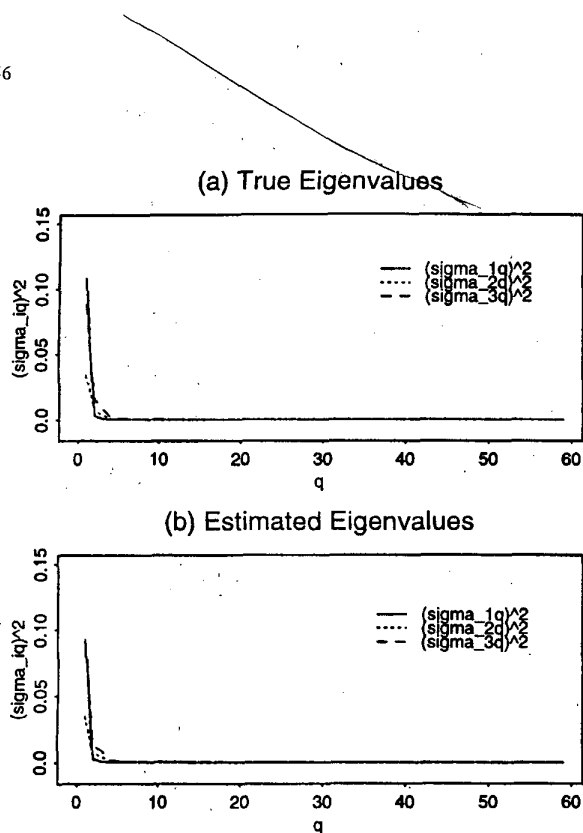 (a) True Eigenvalues
(sigma_iq)^2
0.15
0.10
0.05
0.0
(sigma_1q)^2
(sigma_2q)^2
(sigma_3q)^2
0 10 20 30 40 50 60
q
(b) Estimated Eigenvalues
(sigma_iq)^2
0.15
0.10
0.05
0.0
(sigma_1q)^2
(sigma_2q)^2
(sigma_3q)^2
0 10 20 30 40 50 60
q